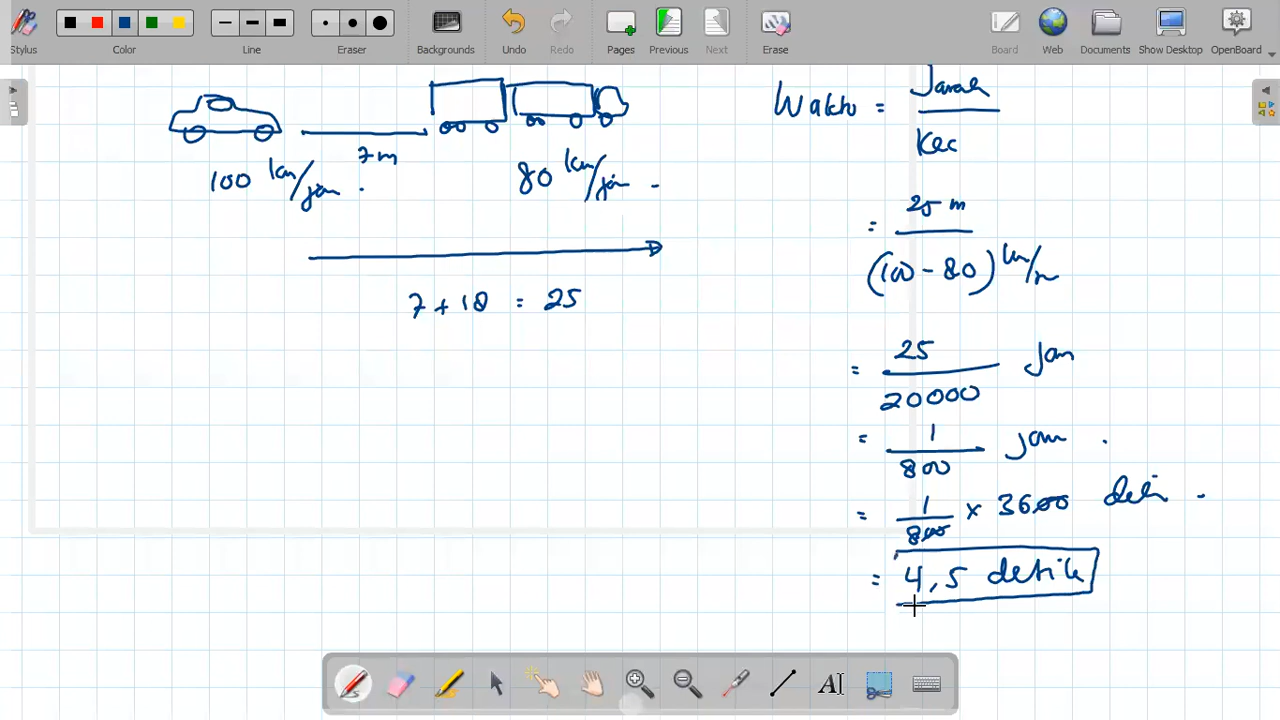 Stylus
Color
Line
Eraser
Backgrounds
Undo
Redo
Pages
Previous
Next
Erase
Board
Web
Documents
Show Desktop
OpenBoard
7 m
100 km/jam
80 km/jam
7 + 18 = 25
Waktu = Jarak / Kec
= 25 m / (100 - 80) km/
= 25 / 20000 jam
= 1 / 800 jam
= 1 / 800 × 3600
= 4,5 detik
AI